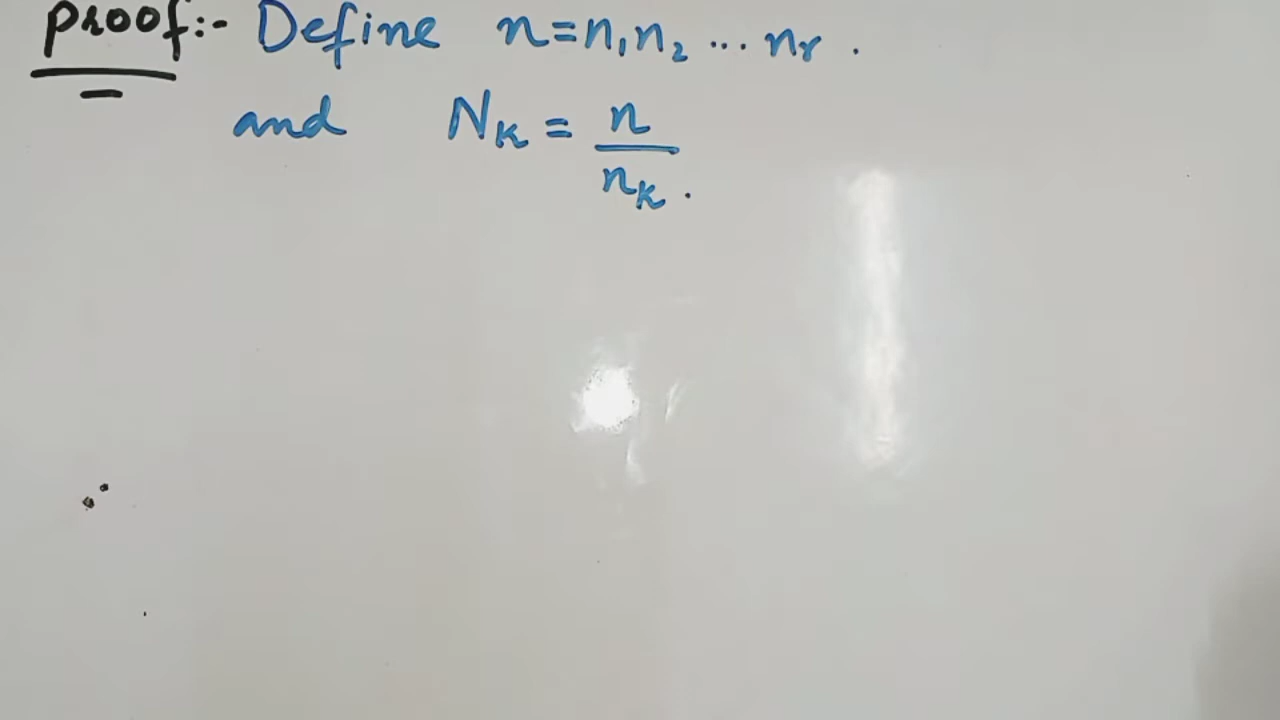 Proof:- Define n=n₁n₂ ... nᵣ .
and Nₖ = n/nₖ .